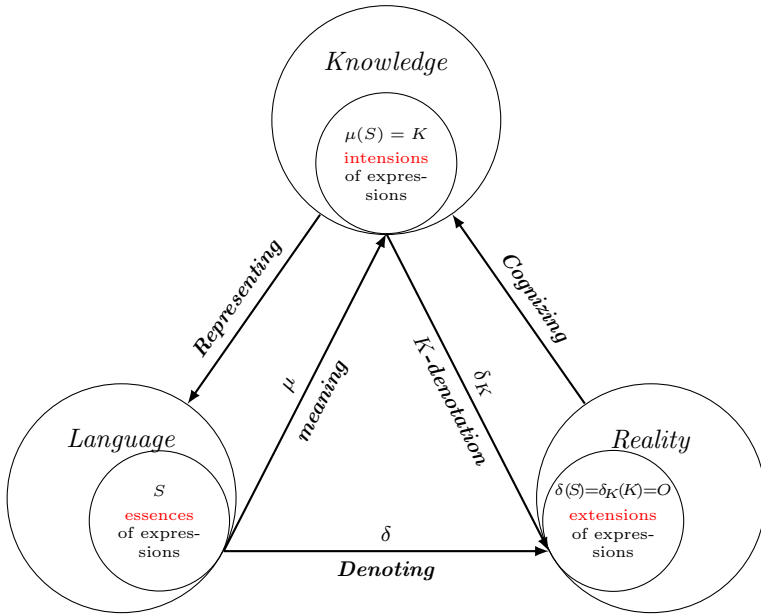 Knowledge
μ(S) = K
intensions
of expres-
sions
Representing
Cognizing
μ
meaning
δK
K-denotation
Language
S
essences
of expres-
sions
Reality
δ(S)=δK(K)=O
extensions
of expres-
sions
δ
Denoting